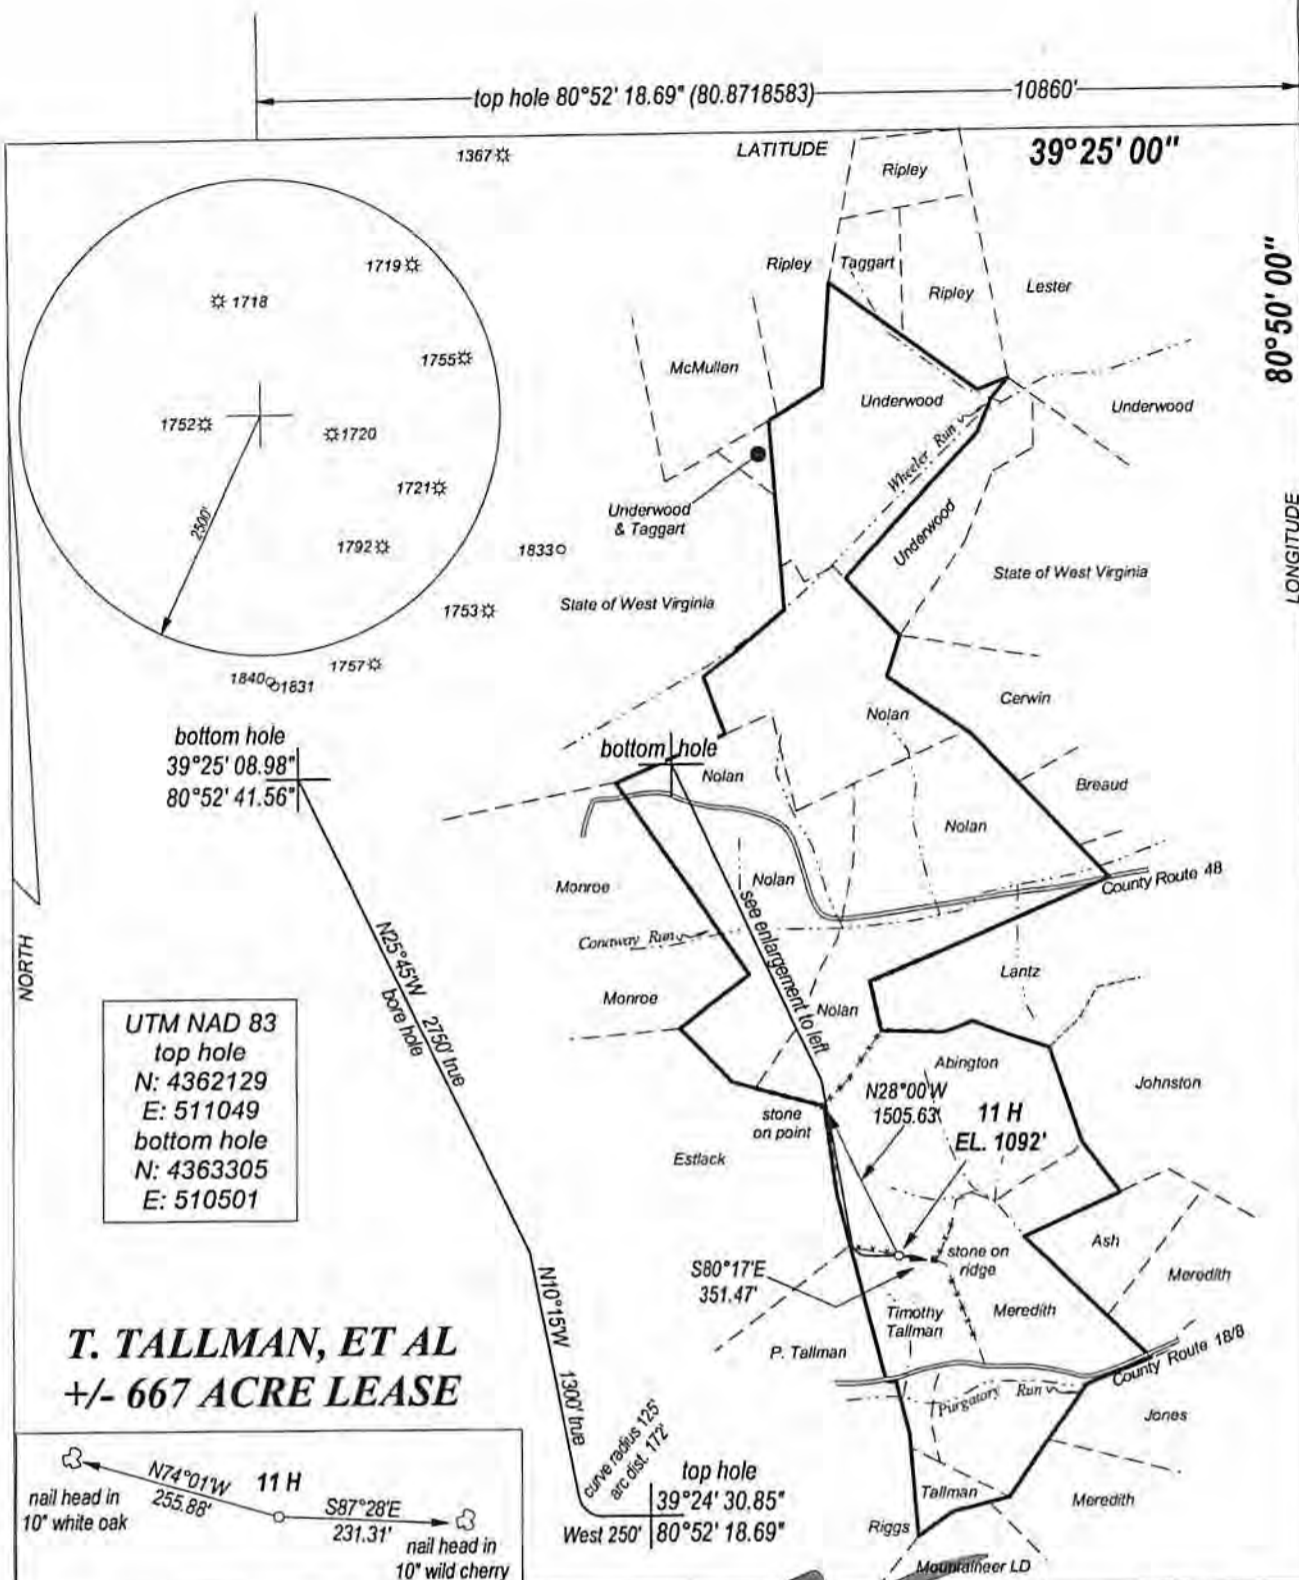 top hole 80°52' 18.69" (80.8718583)
10860'
LATITUDE
39°25' 00"
80°50' 00"
LONGITUDE
1367
1719
1718
1755
1752
1720
1721
2500'
1792
1833
1753
1757
1840
1831
Ripley
Ripley
Taggart
Ripley
Lester
McMullen
Underwood
Underwood
Wheeler Run
Underwood
& Taggart
Underwood
State of West Virginia
State of West Virginia
Cerwin
Nolan
bottom hole
39°25' 08.98"
80°52' 41.56"
bottom hole
Nolan
Breaud
Nolan
Monroe
Nolan
County Route 48
Conaway Run
see enlargement to left
Lantz
Monroe
Nolan
NORTH
N25°45'W 2750' true
bore hole
UTM NAD 83
top hole
N: 4362129
E: 511049
bottom hole
N: 4363305
E: 510501
Abington
Johnston
N28°00'W
1505.63'
11 H
EL. 1092'
stone
on point
Estlack
stone on
ridge
Ash
Meredith
S80°17'E
351.47'
Timothy
Tallman
Meredith
P. Tallman
County Route 18/8
Purgatory Run
Jones
N10°15'W 1300' true
T. TALLMAN, ET AL
+/- 667 ACRE LEASE
curve radius 125'
arc dist. 172'
top hole
39°24' 30.85"
West 250'
80°52' 18.69"
Tallman
Meredith
Riggs
Mountaineer LD
N74°01'W
255.88'
11 H
S87°28'E
231.31'
nail head in
10" white oak
nail head in
10" wild cherry